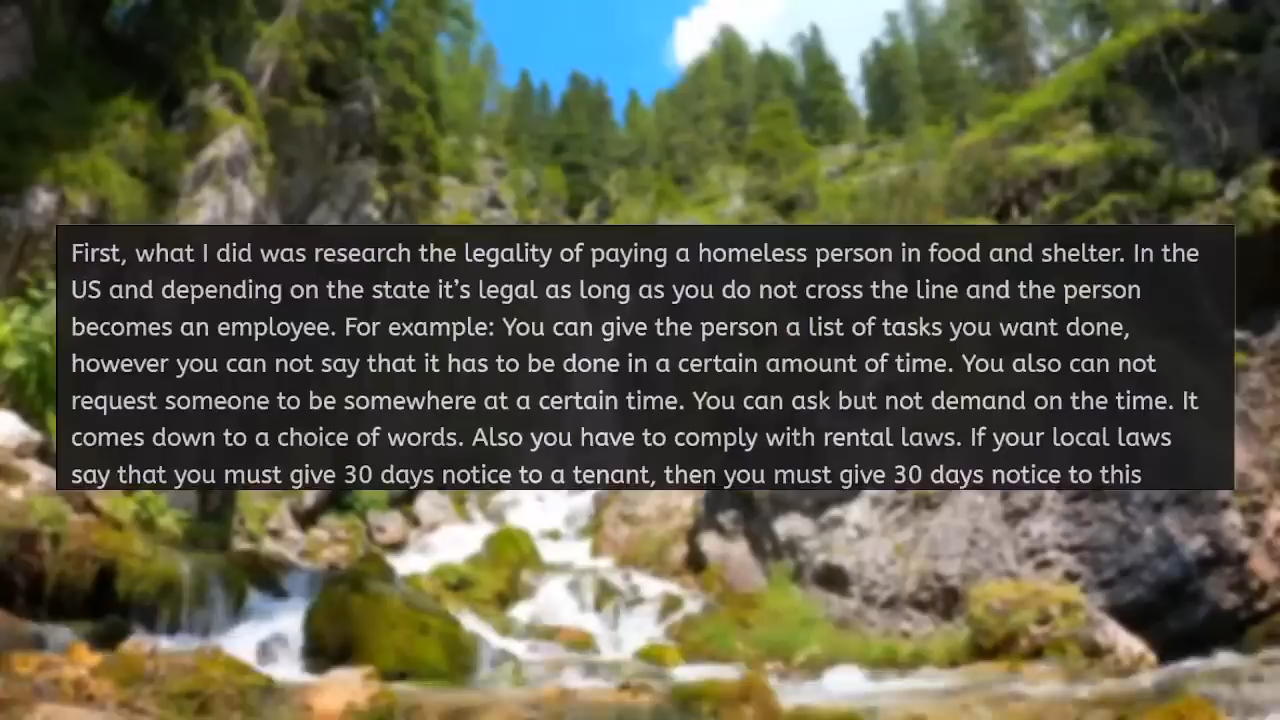 First, what I did was research the legality of paying a homeless person in food and shelter. In the
US and depending on the state it’s legal as long as you do not cross the line and the person
becomes an employee. For example: You can give the person a list of tasks you want done,
however you can not say that it has to be done in a certain amount of time. You also can not
request someone to be somewhere at a certain time. You can ask but not demand on the time. It
comes down to a choice of words. Also you have to comply with rental laws. If your local laws
say that you must give 30 days notice to a tenant, then you must give 30 days notice to this